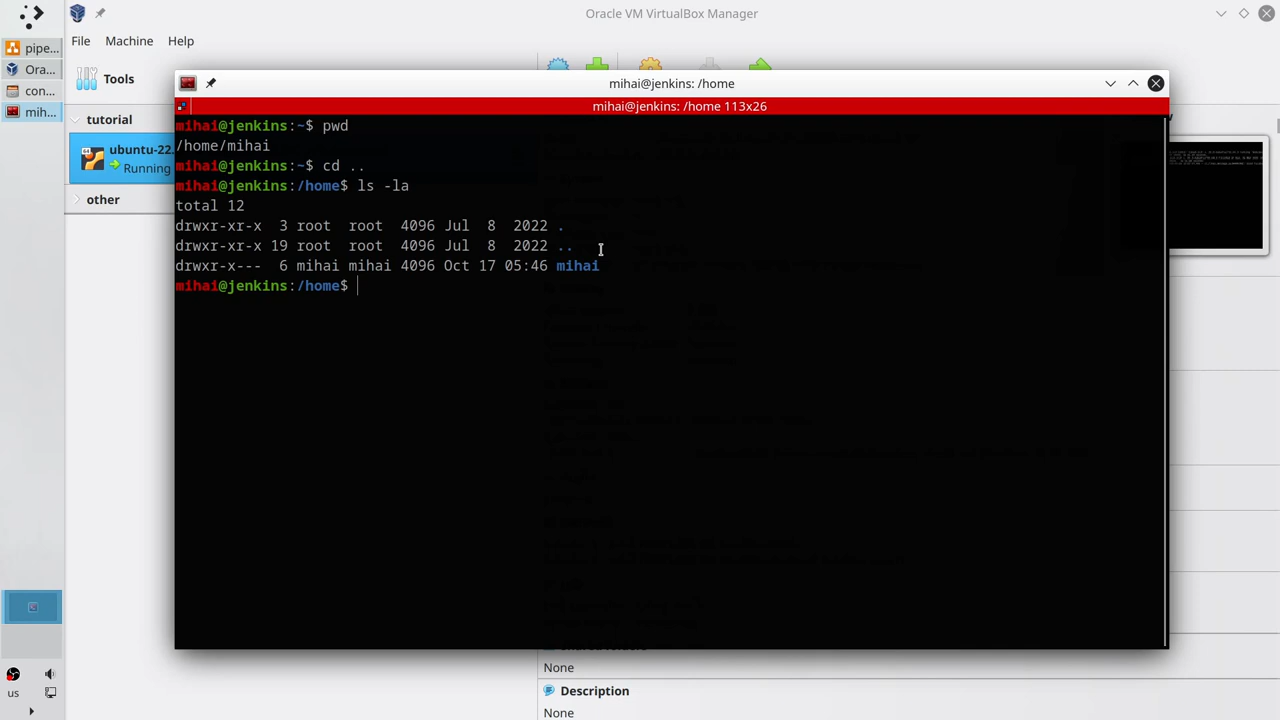 Oracle VM VirtualBox Manager
File Machine Help
pipe...
Ora...
con...
mih...
Tools
tutorial
ubuntu-22.
Running
other
mihai@jenkins: /home
mihai@jenkins: /home 113x26
mihai@jenkins:~$ pwd
/home/mihai
mihai@jenkins:~$ cd ..
mihai@jenkins:/home$ ls -la
total 12
drwxr-xr-x  3 root  root  4096 Jul  8  2022 .
drwxr-xr-x 19 root  root  4096 Jul  8  2022 ..
drwxr-x---  6 mihai mihai 4096 Oct 17 05:46 mihai
mihai@jenkins:/home$
None
Description
None
us